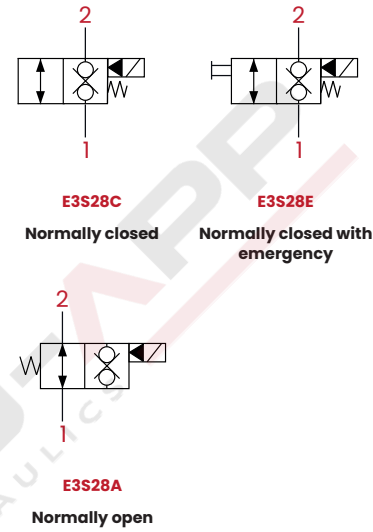 2
2
1
1
E3S28C
E3S28E
Normally closed
Normally closed with
emergency
2
1
E3S28A
Normally open